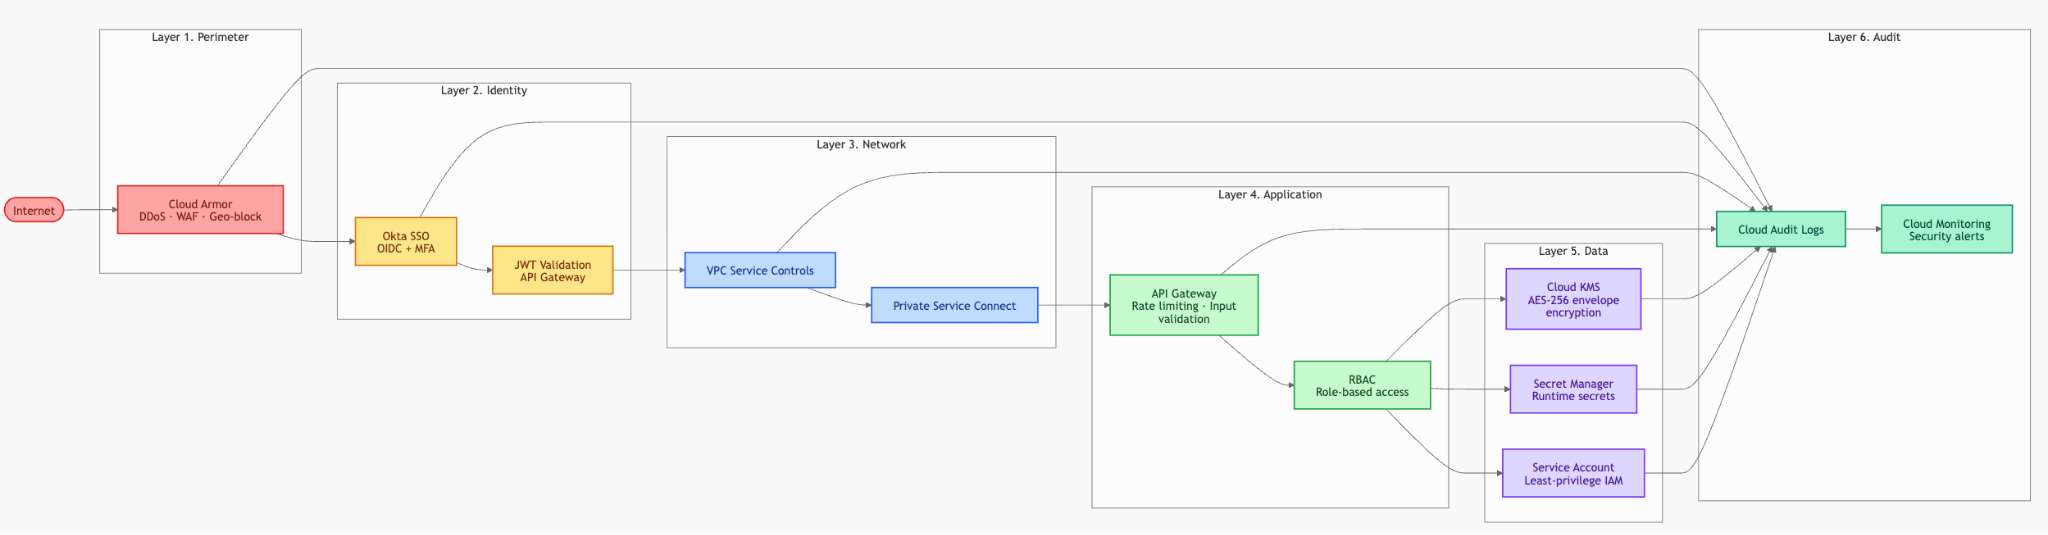 Layer 1. Perimeter
Internet
Cloud Armor
DDoS · WAF · Geo-block
Layer 2. Identity
Okta SSO
OIDC + MFA
JWT Validation
API Gateway
Layer 3. Network
VPC Service Controls
Private Service Connect
Layer 4. Application
API Gateway
Rate limiting · Input
validation
RBAC
Role-based access
Layer 5. Data
Cloud KMS
AES-256 envelope
encryption
Secret Manager
Runtime secrets
Service Account
Least-privilege IAM
Layer 6. Audit
Cloud Audit Logs
Cloud Monitoring
Security alerts